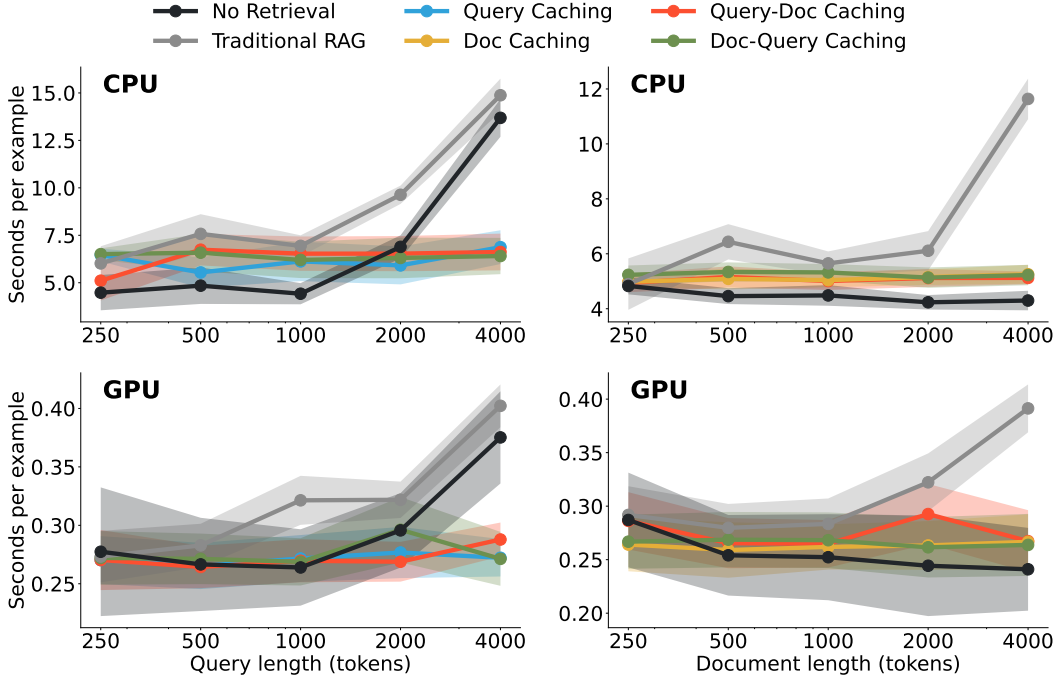 No Retrieval
Query Caching
Query-Doc Caching
Traditional RAG
Doc Caching
Doc-Query Caching
CPU
Seconds per example
15.0
12.5
10.0
7.5
5.0
250
500
1000
2000
4000
CPU
12
10
8
6
4
250
500
1000
2000
4000
GPU
Seconds per example
0.40
0.35
0.30
0.25
250
500
1000
2000
4000
Query length (tokens)
GPU
0.40
0.35
0.30
0.25
0.20
250
500
1000
2000
4000
Document length (tokens)